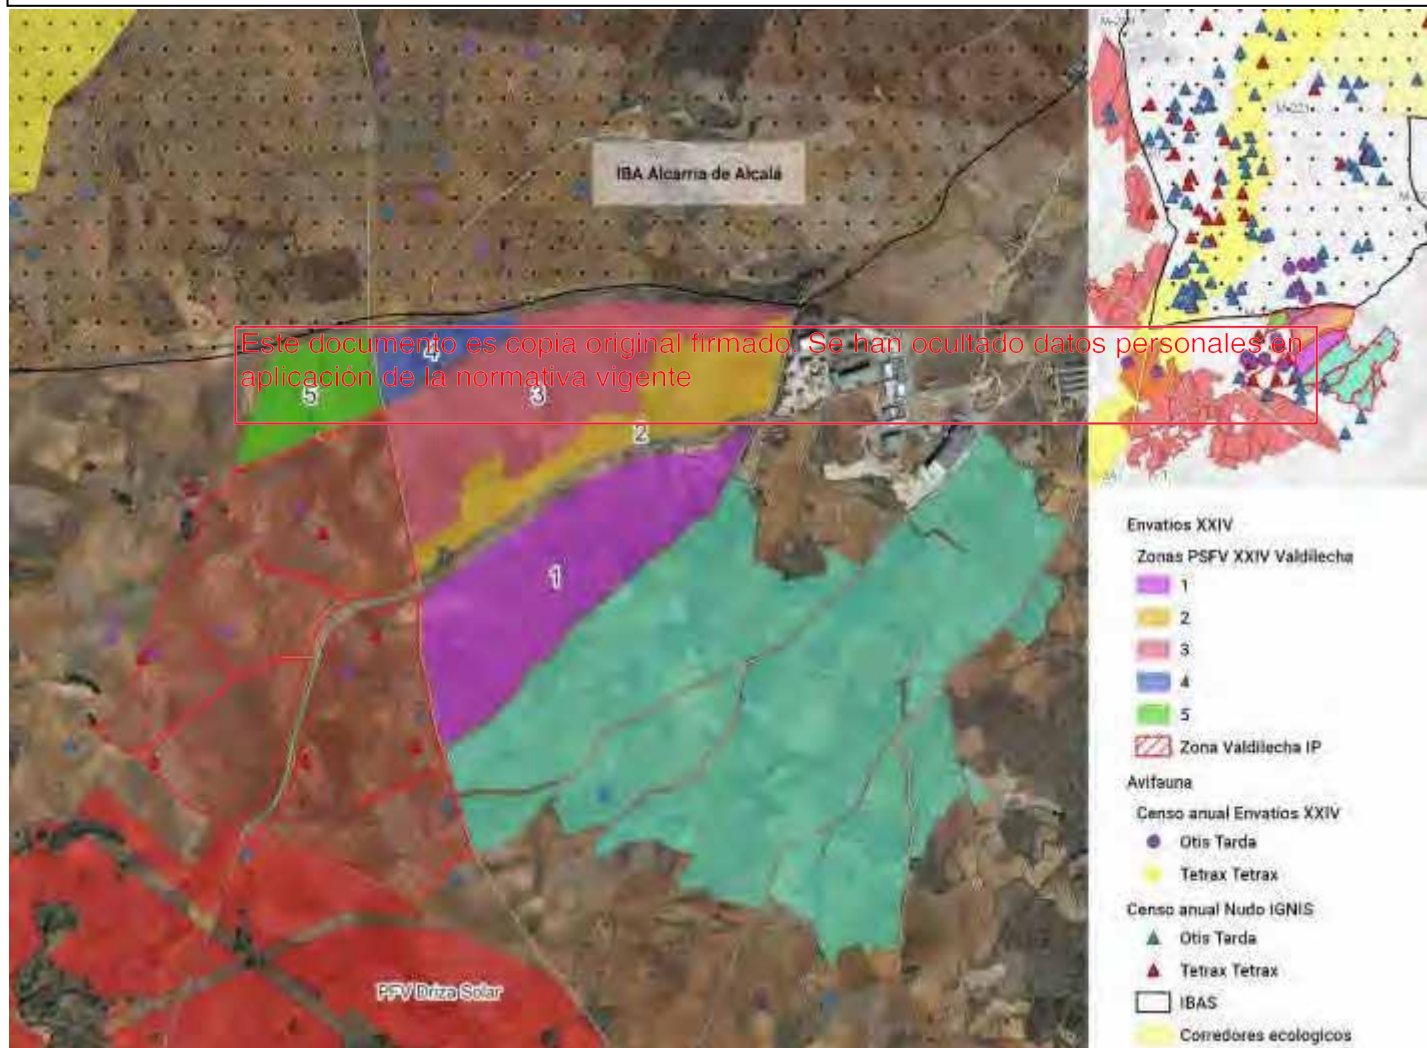 M-221
IBA Alcarria de Alcalá
Este documento es copia original firmado. Se han ocultado datos personales en
aplicación de la normativa vigente
4
5
3
2
1
PFV Driza Solar
Envatios XXIV
Zonas PSFV XXIV Valdilecha
1
2
3
4
5
Zona Valdilecha IP
Avifauna
Censo anual Envatios XXIV
Otis Tarda
Tetrax Tetrax
Censo anual Nudo IGNIS
Otis Tarda
Tetrax Tetrax
IBAS
Corredores ecologicos